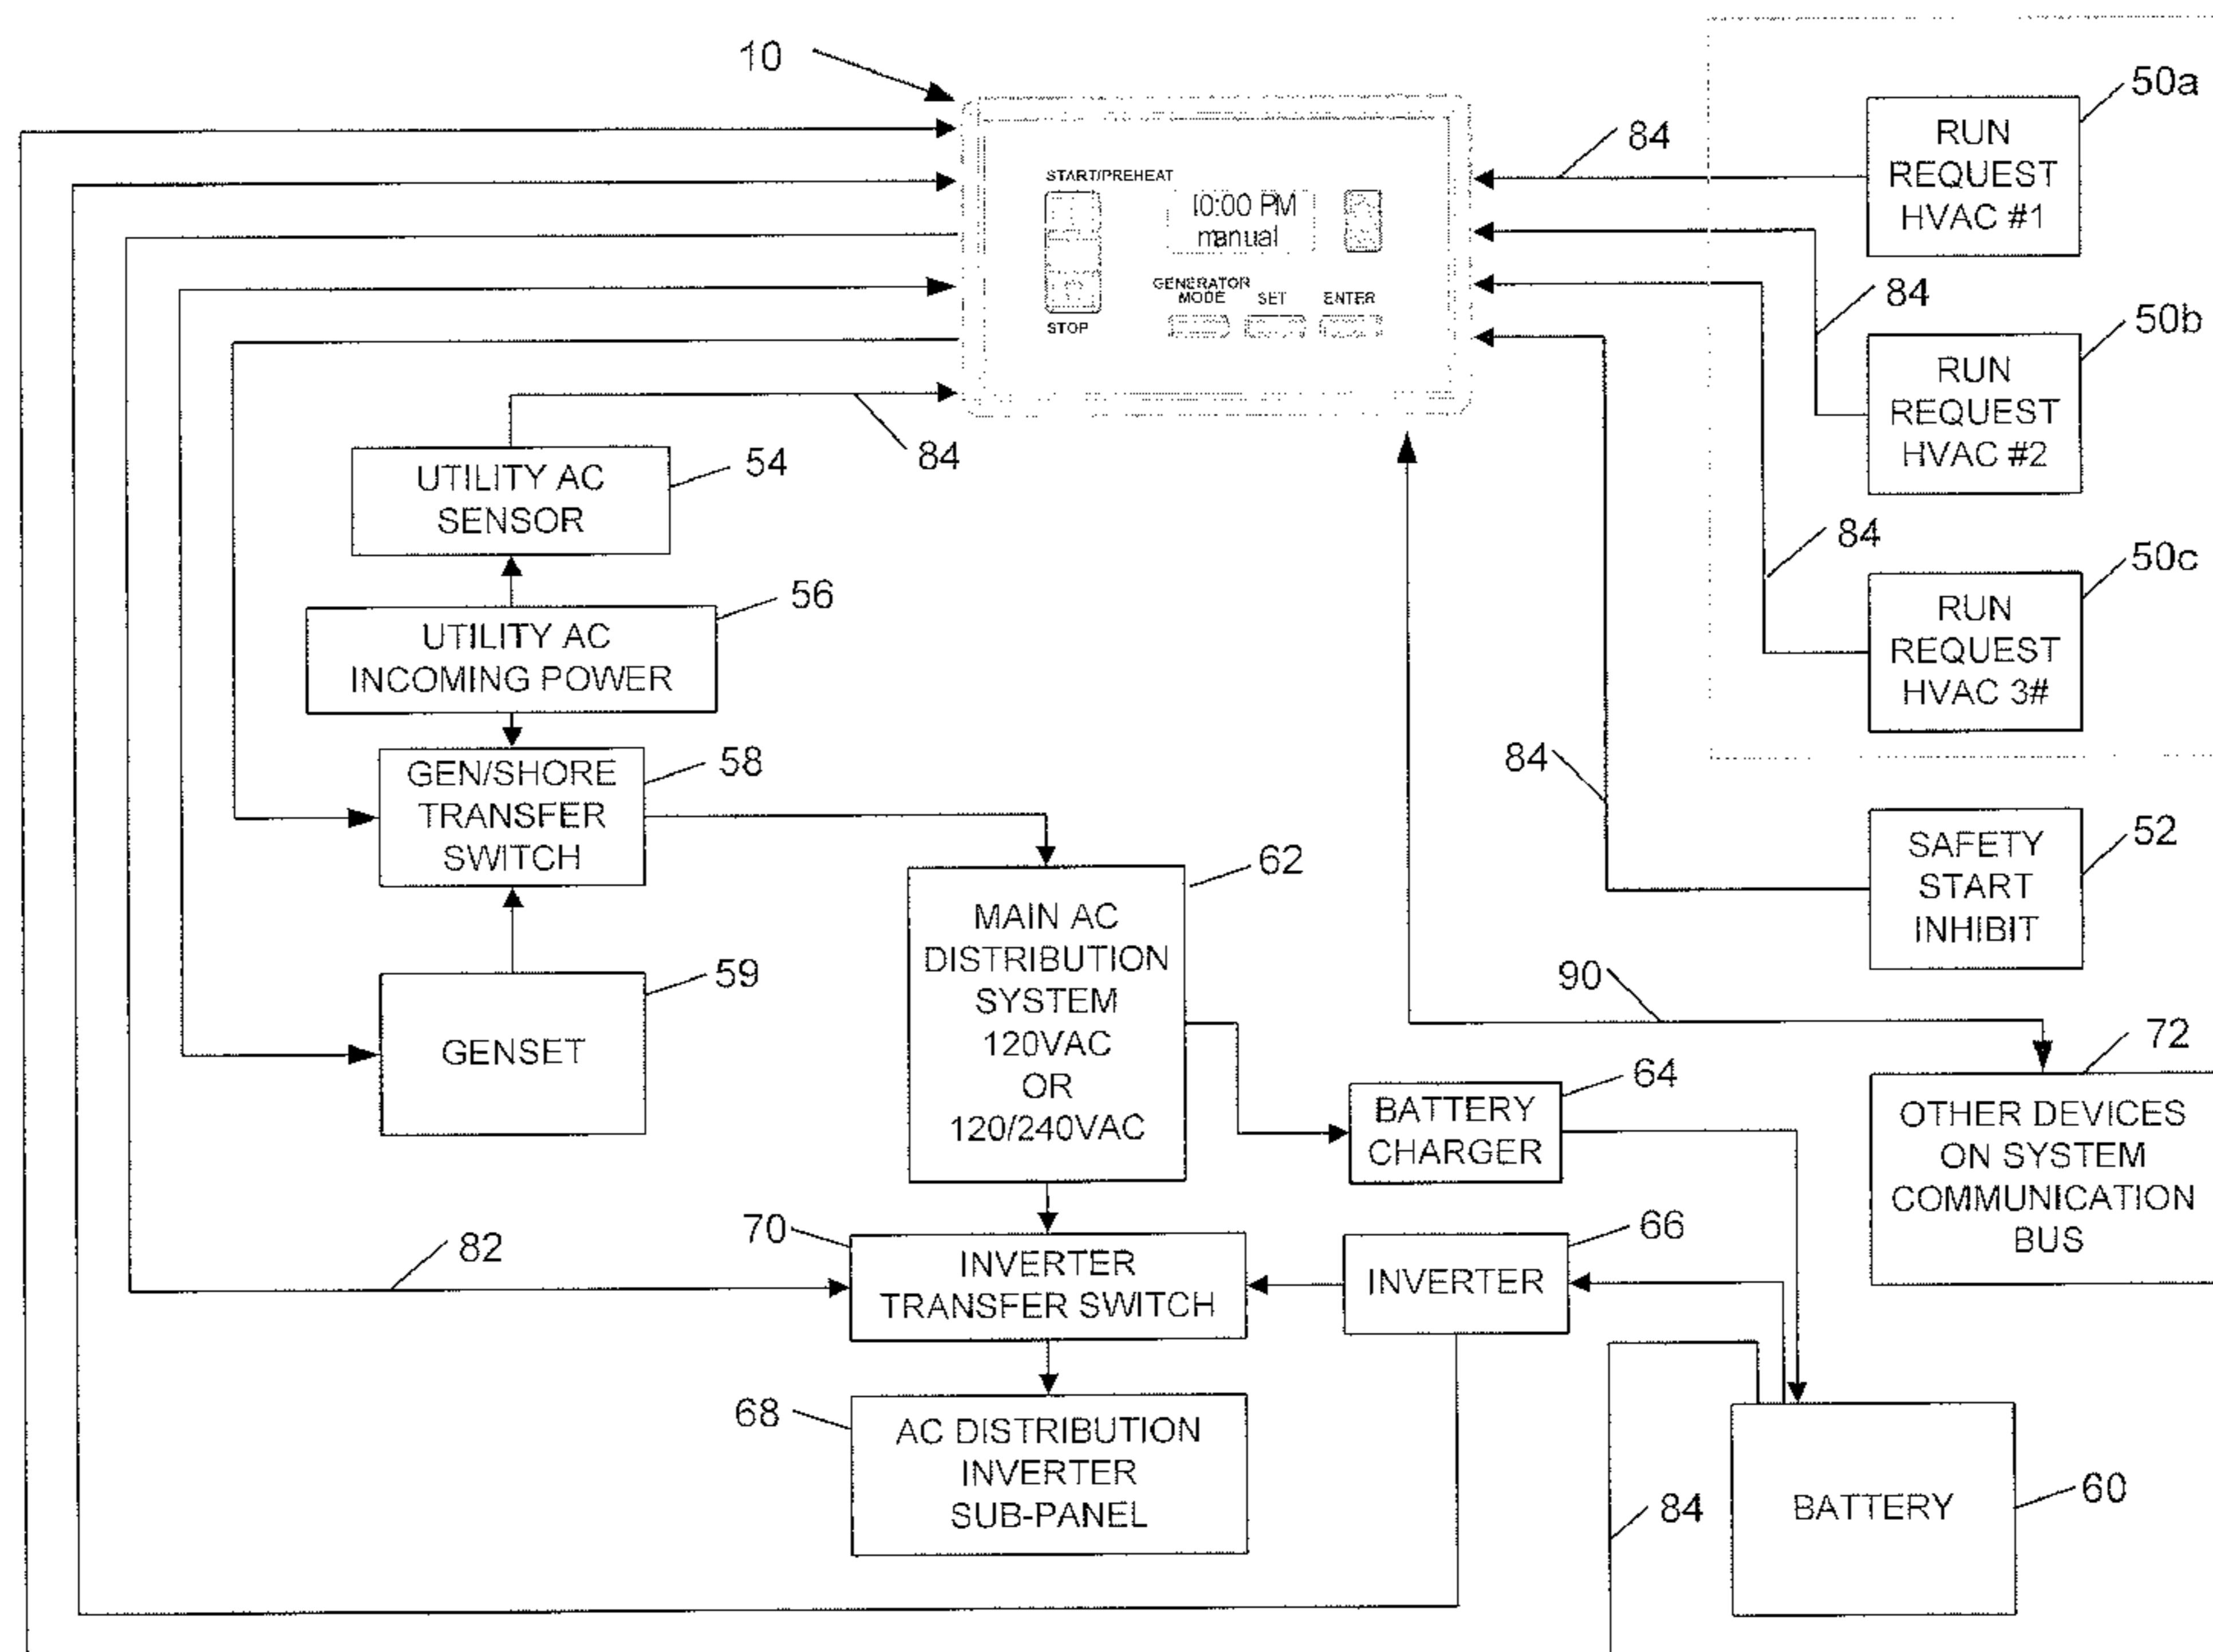 10
50a
RUN
REQUEST
HVAC #1
84
START/PREHEAT
10:00 PM
manual
GENERATOR
MODE
SET
ENTER
STOP
84
50b
RUN
REQUEST
HVAC #2
84
54
UTILITY AC
SENSOR
84
50c
RUN
REQUEST
HVAC 3#
56
UTILITY AC
INCOMING POWER
58
GEN/SHORE
TRANSFER
SWITCH
84
52
SAFETY
START
INHIBIT
62
MAIN AC
DISTRIBUTION
SYSTEM
120VAC
OR
120/240VAC
59
GENSET
90
72
OTHER DEVICES
ON SYSTEM
COMMUNICATION
BUS
64
BATTERY
CHARGER
82
70
INVERTER
TRANSFER SWITCH
66
INVERTER
68
AC DISTRIBUTION
INVERTER
SUB-PANEL
84
BATTERY
60